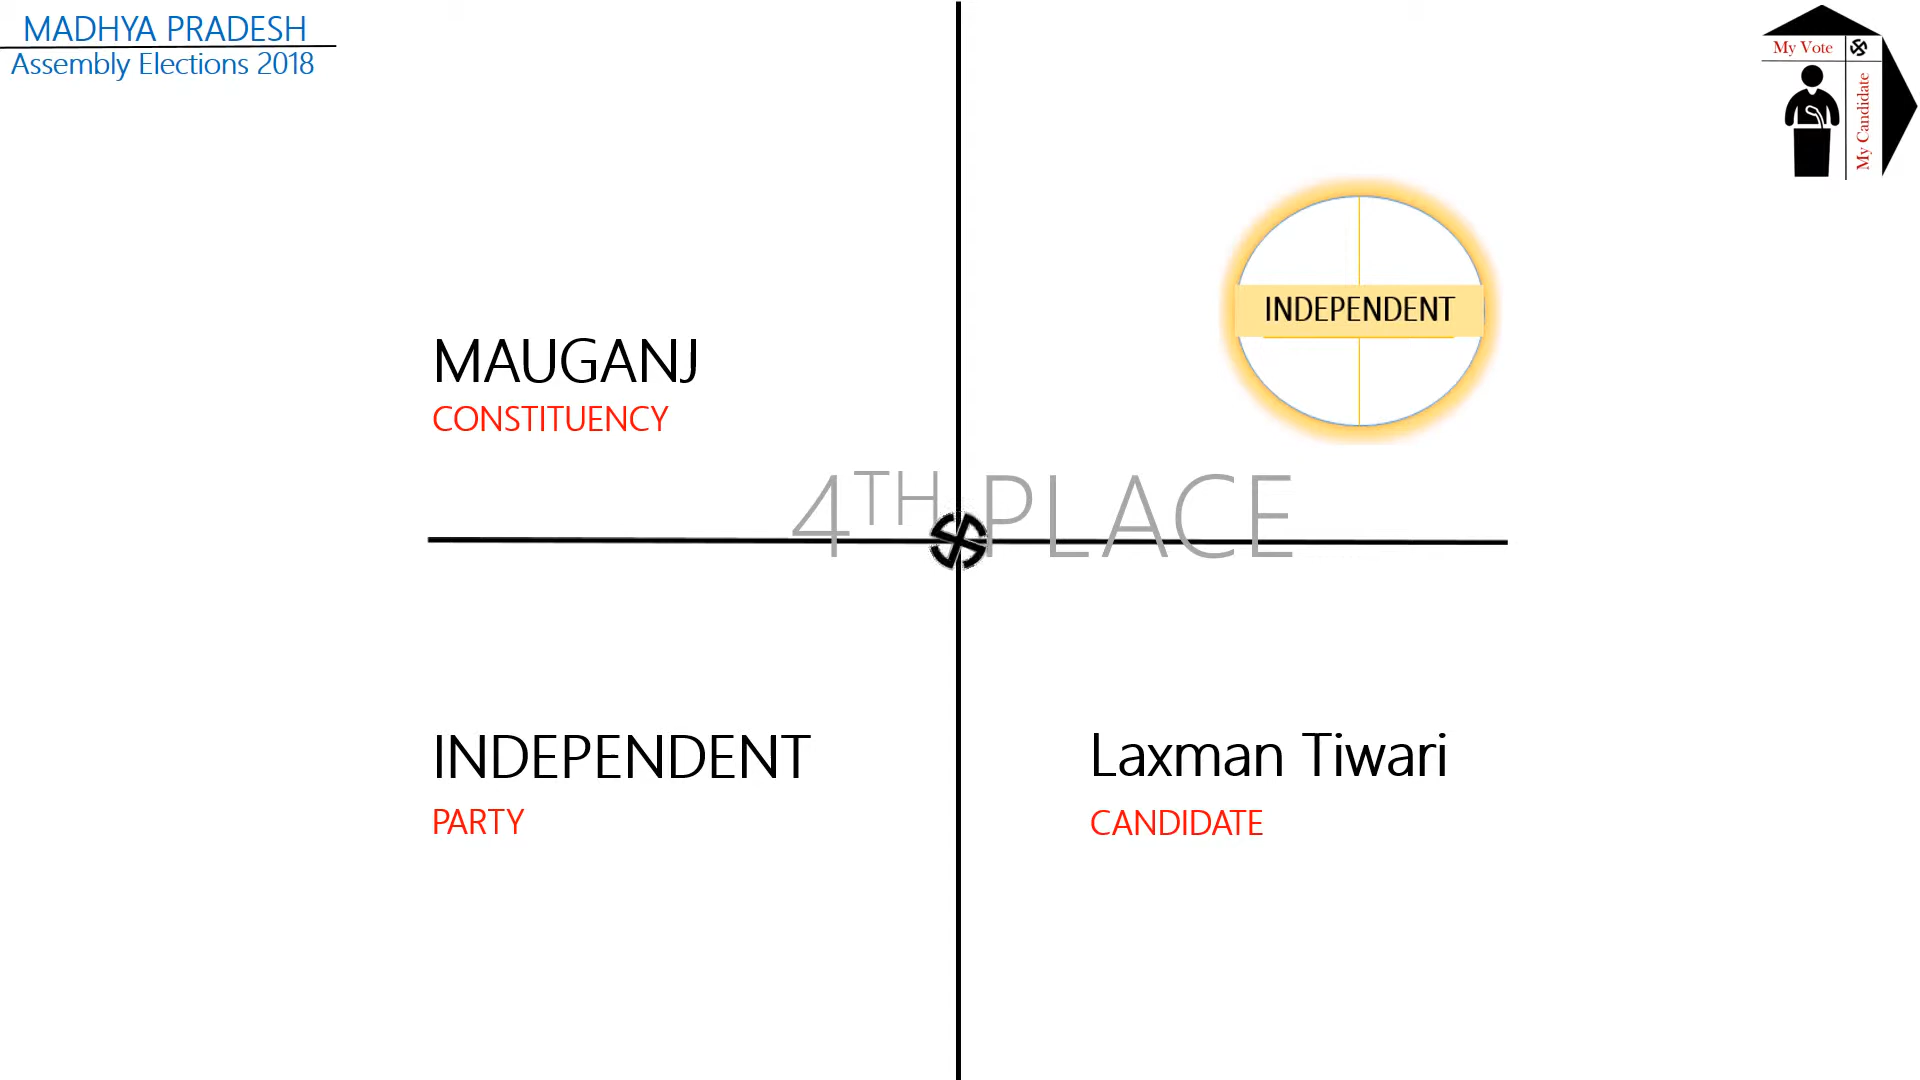 MADHYA PRADESH
Assembly Elections 2018
My Vote
My Candidate
INDEPENDENT
MAUGANJ
CONSTITUENCY
4TH PLACE
INDEPENDENT
PARTY
Laxman Tiwari
CANDIDATE